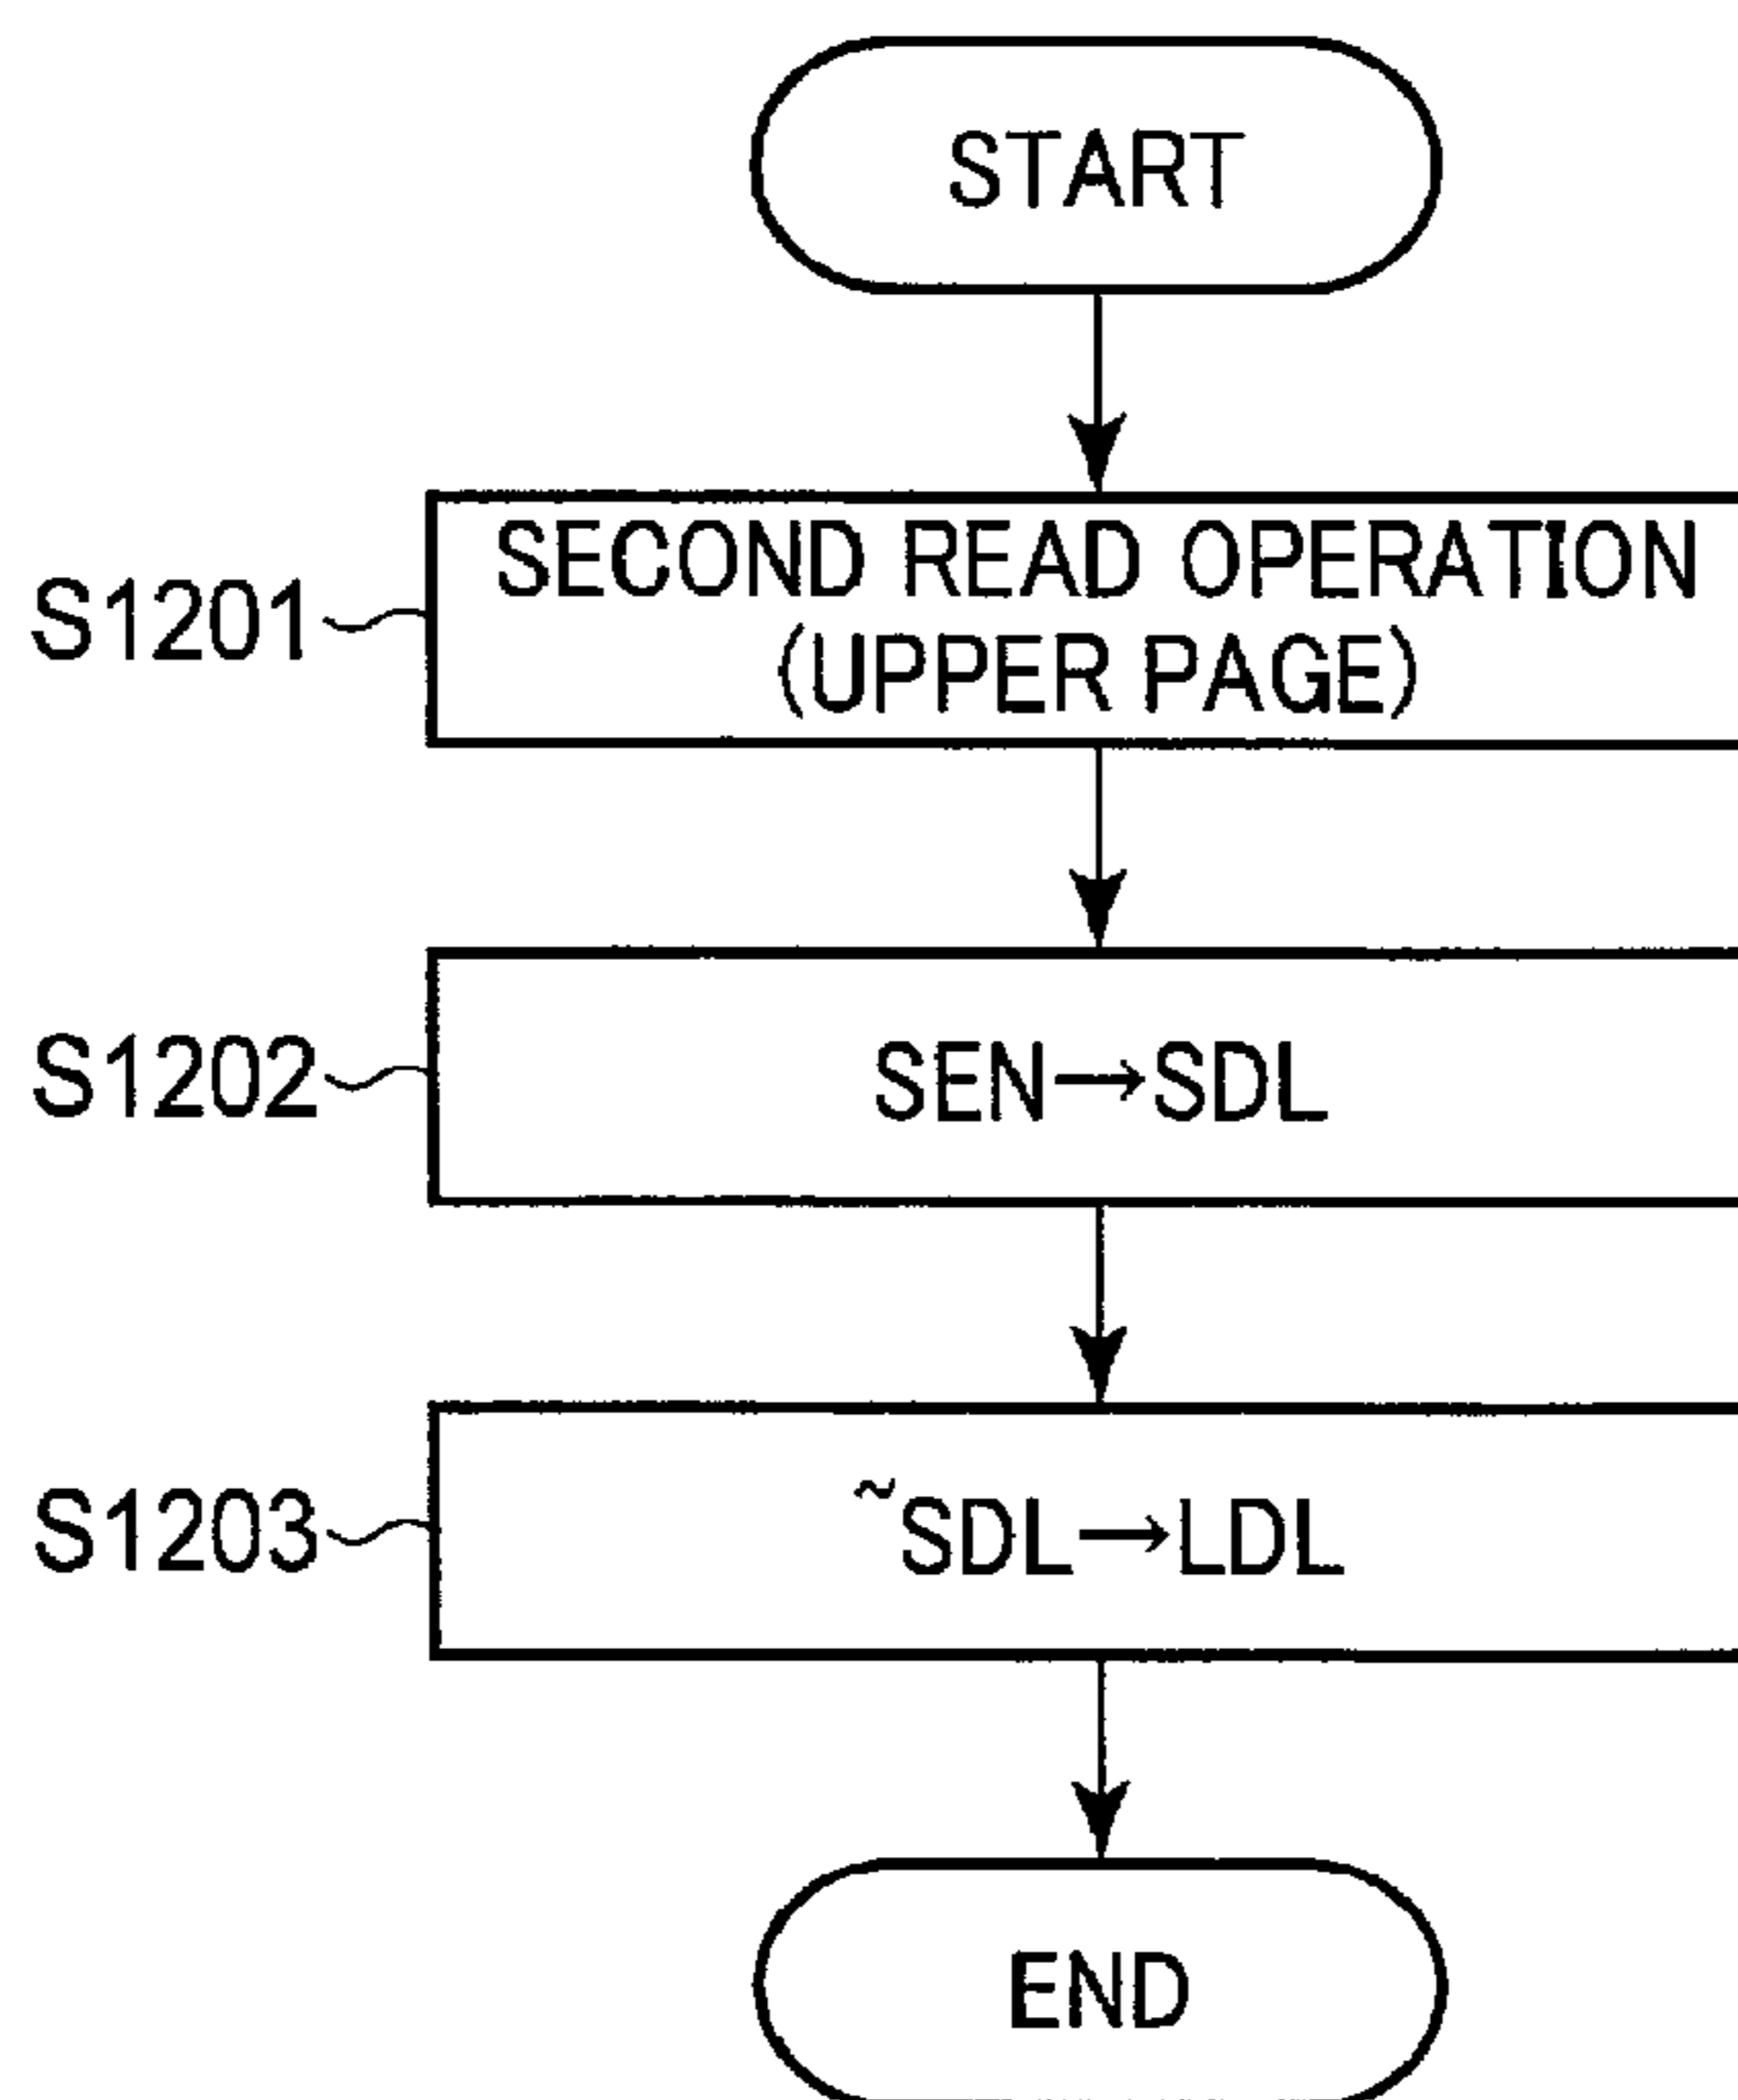 START
S1201
SECOND READ OPERATION
(UPPER PAGE)
S1202
SEN→SDL
S1203
~SDL→LDL
END